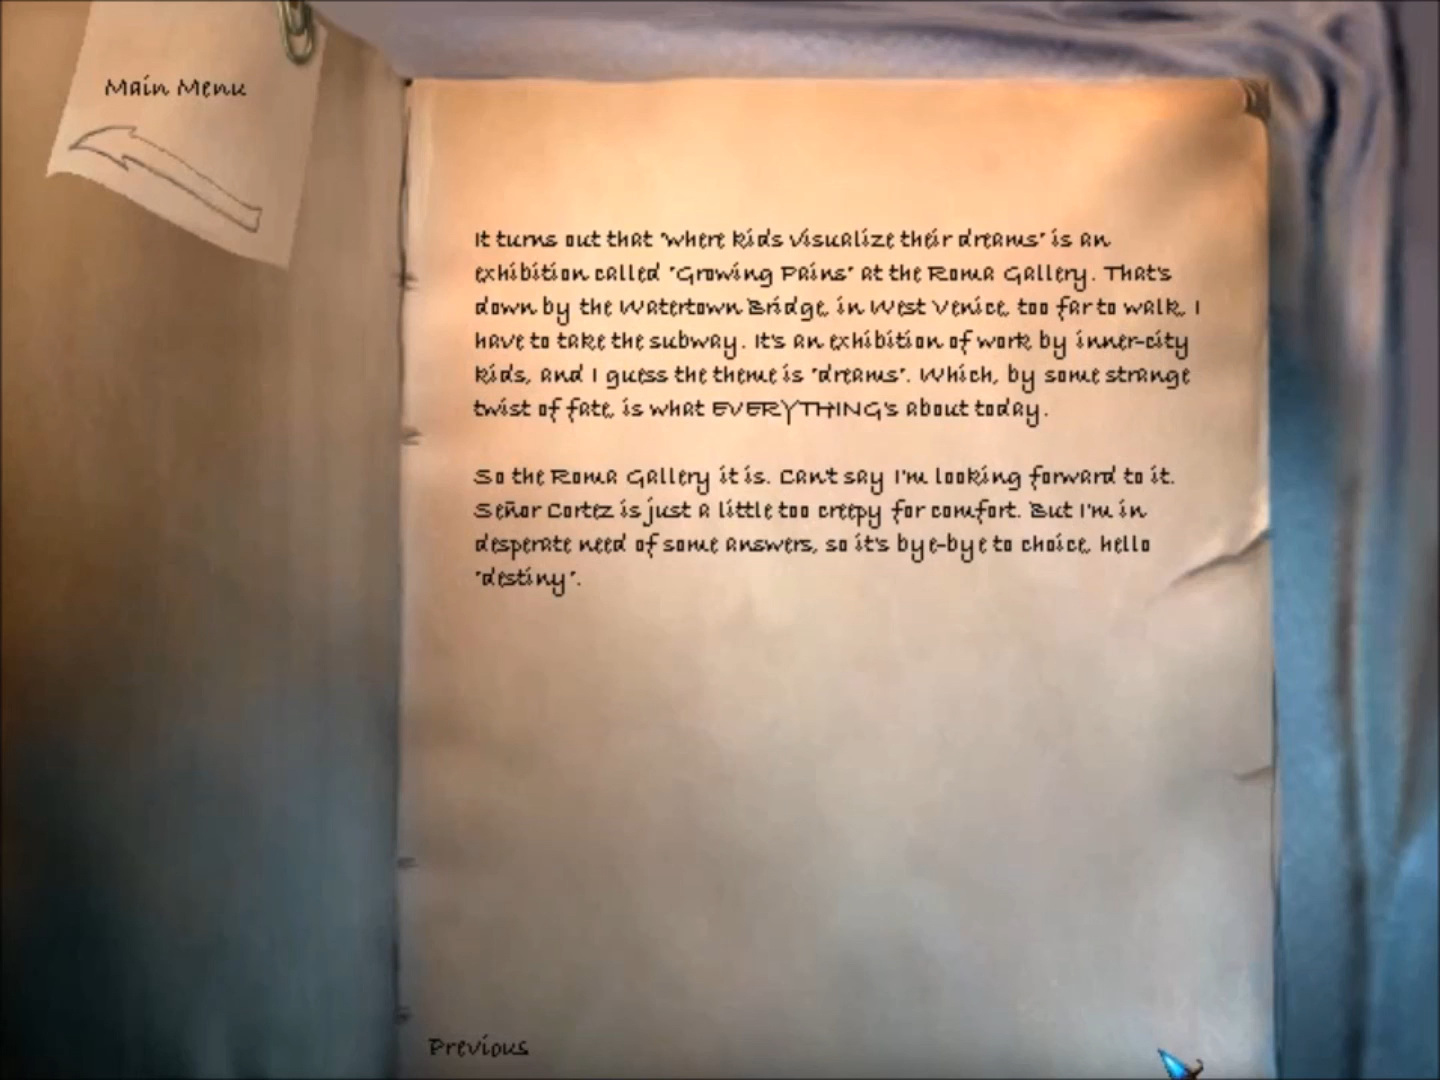 Main Menu
It turns out that "where kids visualize their dreams" is an
exhibition called "Growing Pains" at the Roma Gallery. That's
down by the Watertown Bridge, in West Venice, too far to walk, I
have to take the subway. It's an exhibition of work by inner-city
kids, and I guess the theme is "dreams". Which, by some strange
twist of fate, is what EVERYTHING's about today.
So the Roma Gallery it is. Can't say I'm looking forward to it.
Señor Cortez is just a little too creepy for comfort. But I'm in
desperate need of some answers, so it's bye-bye to choice, hello
"destiny".
Previous